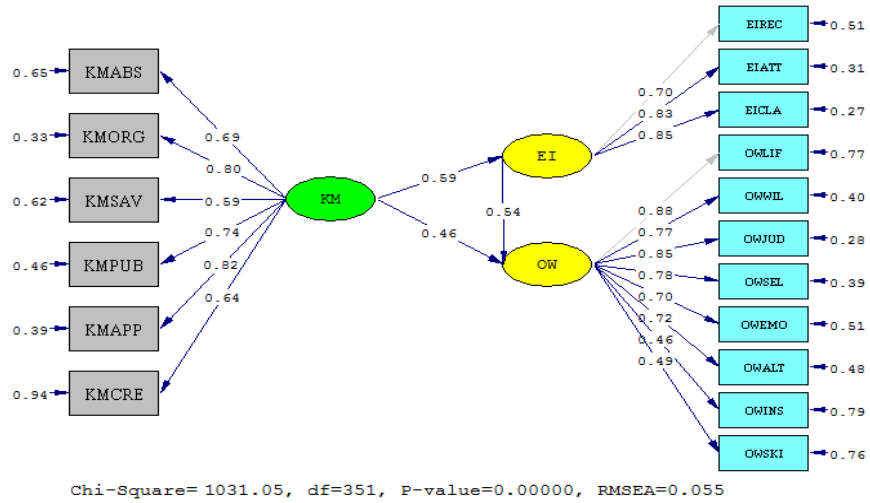 EIREC 0.51
0.65 KMABS
EIATT 0.31
0.70
0.83
0.85
EICLA 0.27
0.33 KMORG
0.69
0.80
EI
OWLIF 0.77
0.62 KMSAV
0.59
KM
0.59
0.54
0.46
0.88
OWWIL 0.40
0.77
OWJUD 0.28
0.85
0.46 KMPUB
0.74
OW
0.78
OWSEL 0.39
0.82
0.64
0.70
0.72
0.46
0.49
OWEMO 0.51
0.39 KMAPP
OWALT 0.48
0.94 KMCRE
OWINS 0.79
OWSKI 0.76
Chi-Square= 1031.05, df=351, P-value=0.00000, RMSEA=0.055